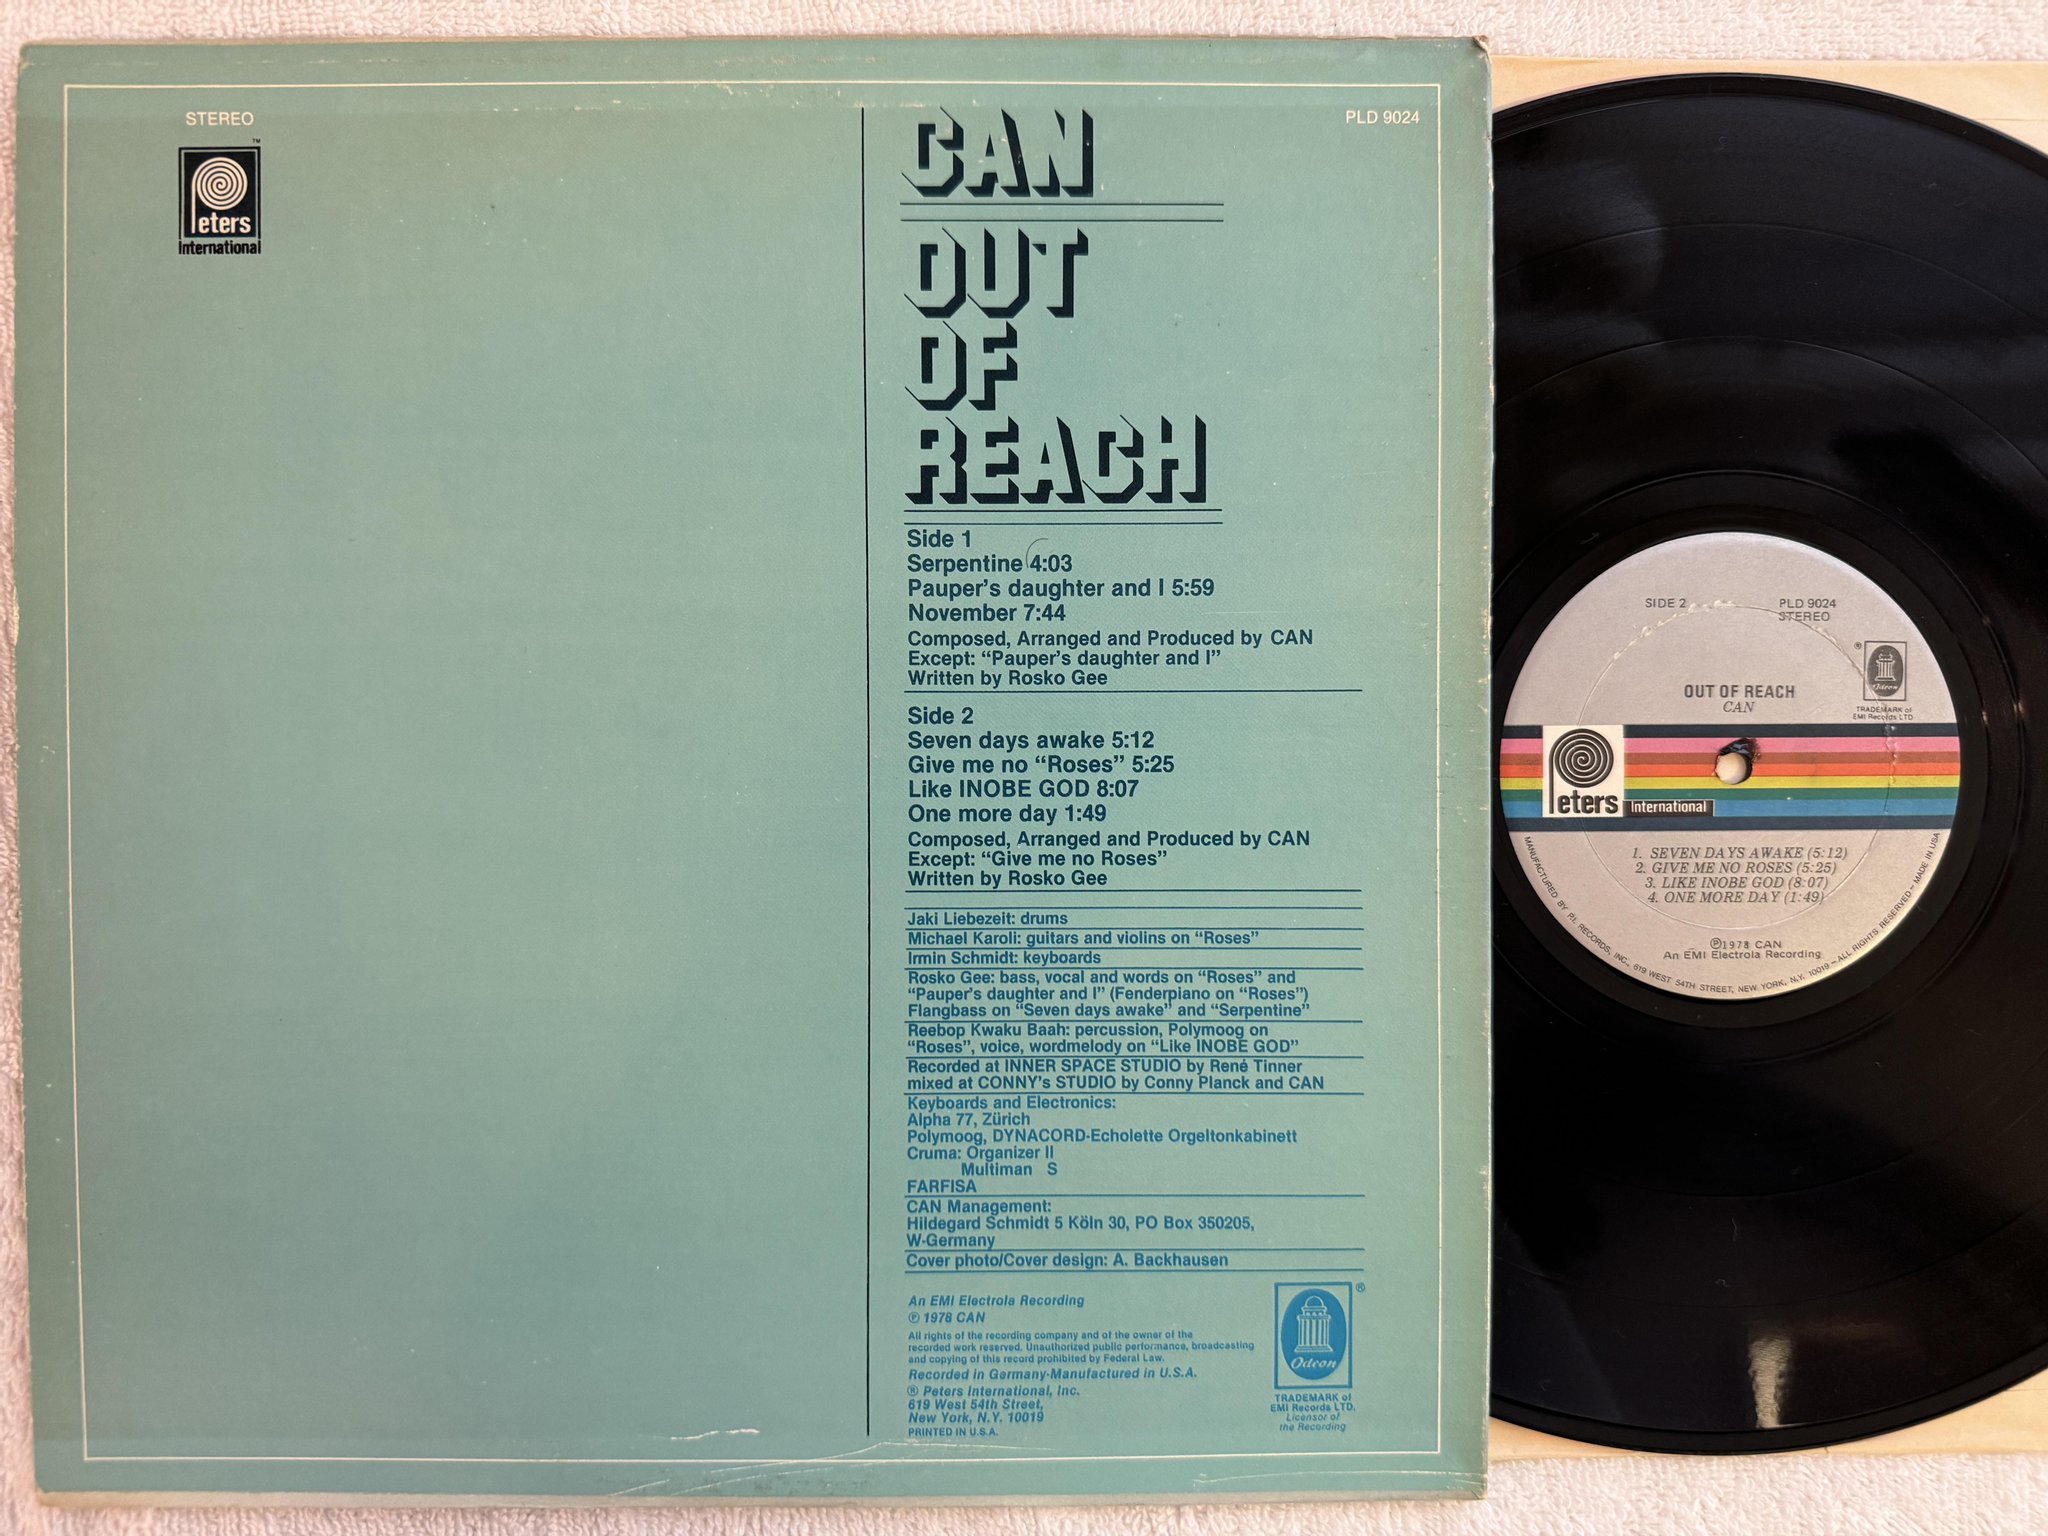 STEREO
TM
Peters
International
PLD 9024
CAN
OUT
OF
REACH
Side 1
Serpentine 4:03
Pauper's daughter and I 5:59
November 7:44
Composed, Arranged and Produced by CAN
Except: “Pauper's daughter and I”
Written by Rosko Gee
Side 2
Seven days awake 5:12
Give me no “Roses” 5:25
Like INOBE GOD 8:07
One more day 1:49
Composed, Arranged and Produced by CAN
Except: “Give me no Roses”
Written by Rosko Gee
Jaki Liebezeit: drums
Michael Karoli: guitars and violins on “Roses”
Irmin Schmidt: keyboards
Rosko Gee: bass, vocal and words on “Roses” and
“Pauper's daughter and I” (Fenderpiano on “Roses”)
Flangbass on “Seven days awake” and “Serpentine”
Reebop Kwaku Baah: percussion, Polymoog on
“Roses”, voice, wordmelody on “Like INOBE GOD”
Recorded at INNER SPACE STUDIO by René Tinner
mixed at CONNY's STUDIO by Conny Planck and CAN
Keyboards and Electronics:
Alpha 77, Zürich
Polymoog, DYNACORD-Echolette Orgeltonkabinett
Cruma: Organizer II
Multiman S
FARFISA
CAN Management:
Hildegard Schmidt 5 Köln 30, PO Box 350205,
W-Germany
Cover photo/Cover design: A. Backhausen
An EMI Electrola Recording
℗ 1978 CAN
All rights of the recording company and of the owner of the
recorded work reserved. Unauthorized public performance, broadcasting
and copying of this record prohibited by Federal Law.
Recorded in Germany-Manufactured in U.S.A.
® Peters International, Inc.
619 West 54th Street,
New York, N.Y. 10019
PRINTED IN U.S.A.
®
Odeon
TRADEMARK of
EMI Records LTD.
Licensor of
the Recording
SIDE 2
PLD 9024
STEREO
®
Odeon
TRADEMARK of
EMI Records LTD
OUT OF REACH
CAN
Peters
International
1. SEVEN DAYS AWAKE (5:12)
2. GIVE ME NO ROSES (5:25)
3. LIKE INOBE GOD (8:07)
4. ONE MORE DAY (1:49)
℗1978 CAN
An EMI Electrola Recording
MANUFACTURED BY P.I. RECORDS, INC., 619 WEST 54TH STREET, NEW YORK, N.Y. 10019 – ALL RIGHTS RESERVED – MADE IN USA